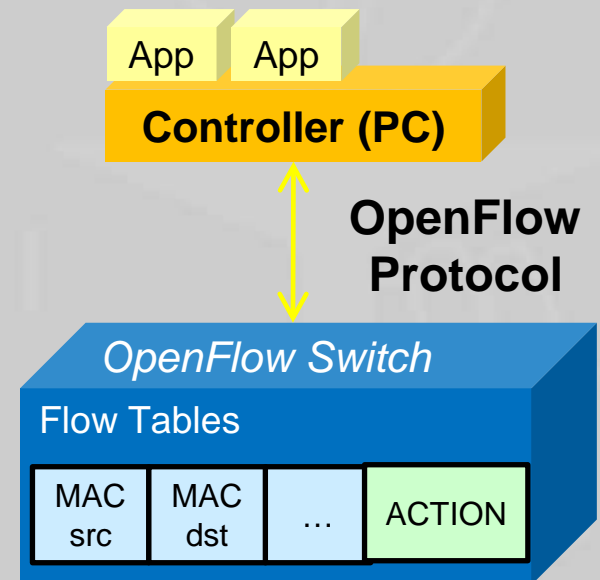 App App
Controller (PC)
OpenFlow
Protocol
OpenFlow Switch
Flow Tables
MAC MAC
src dst … ACTION